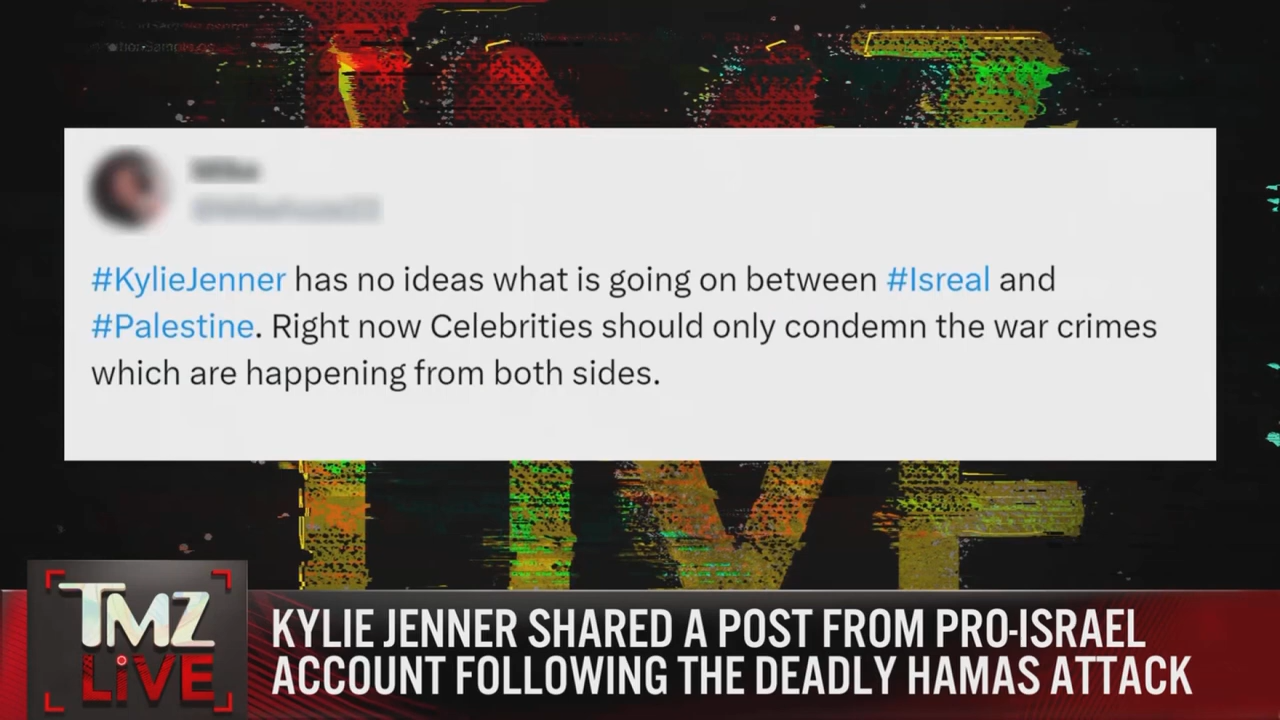 #KylieJenner has no ideas what is going on between #Isreal and
#Palestine. Right now Celebrities should only condemn the war crimes
which are happening from both sides.
TMZ
LiVE
KYLIE JENNER SHARED A POST FROM PRO-ISRAEL
ACCOUNT FOLLOWING THE DEADLY HAMAS ATTACK